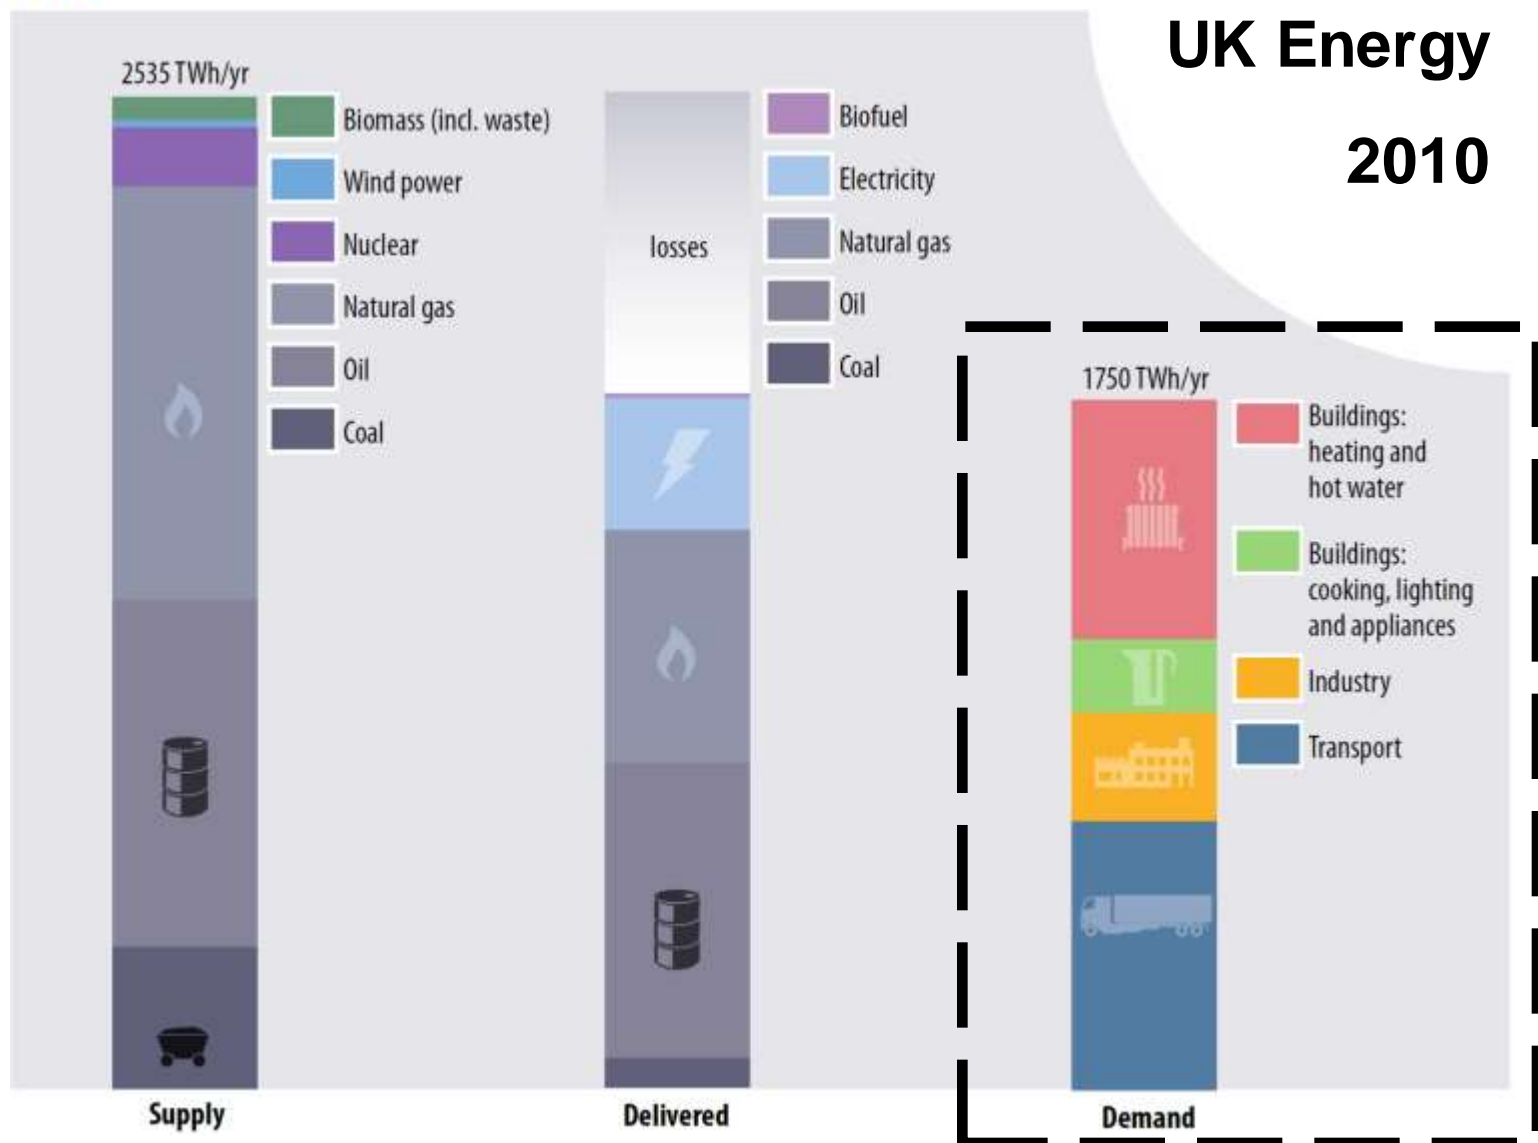 UK Energy
2010
2535 TWh/yr
Biomass (incl. waste)
Wind power
Nuclear
Natural gas
Oil
Coal
Supply
losses
Biofuel
Electricity
Natural gas
Oil
Coal
Delivered
1750 TWh/yr
Buildings:
heating and
hot water
Buildings:
cooking, lighting
and appliances
Industry
Transport
Demand